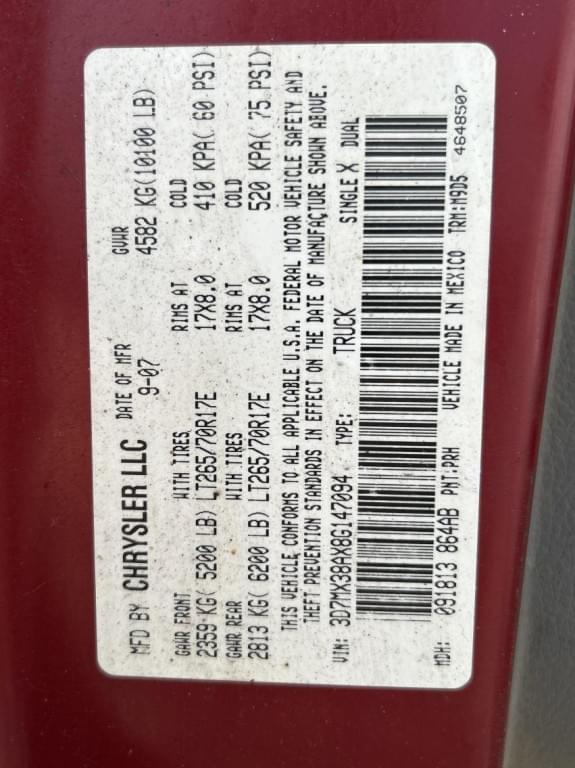 MFD BY CHRYSLER LLC DATE OF MFR GVWR
9-07 4582 KG(10100 LB)
GAWR FRONT WITH TIRES RIMS AT COLD
2359 KG( 5200 LB) LT265/70R17E 17X8.0 410 KPA( 60 PSI)
GAWR REAR WITH TIRES RIMS AT COLD
2813 KG( 6200 LB) LT265/70R17E 17X8.0 520 KPA( 75 PSI)
THIS VEHICLE CONFORMS TO ALL APPLICABLE U.S.A. FEDERAL MOTOR VEHICLE SAFETY AND
THEFT PREVENTION STANDARDS IN EFFECT ON THE DATE OF MANUFACTURE SHOWN ABOVE.
VIN: 3D7MX38AX8G147094 TYPE: TRUCK SINGLE X DUAL
MDH: 091813 864AB PNT:PRH VEHICLE MADE IN MEXICO TRM:M9D5 4648507